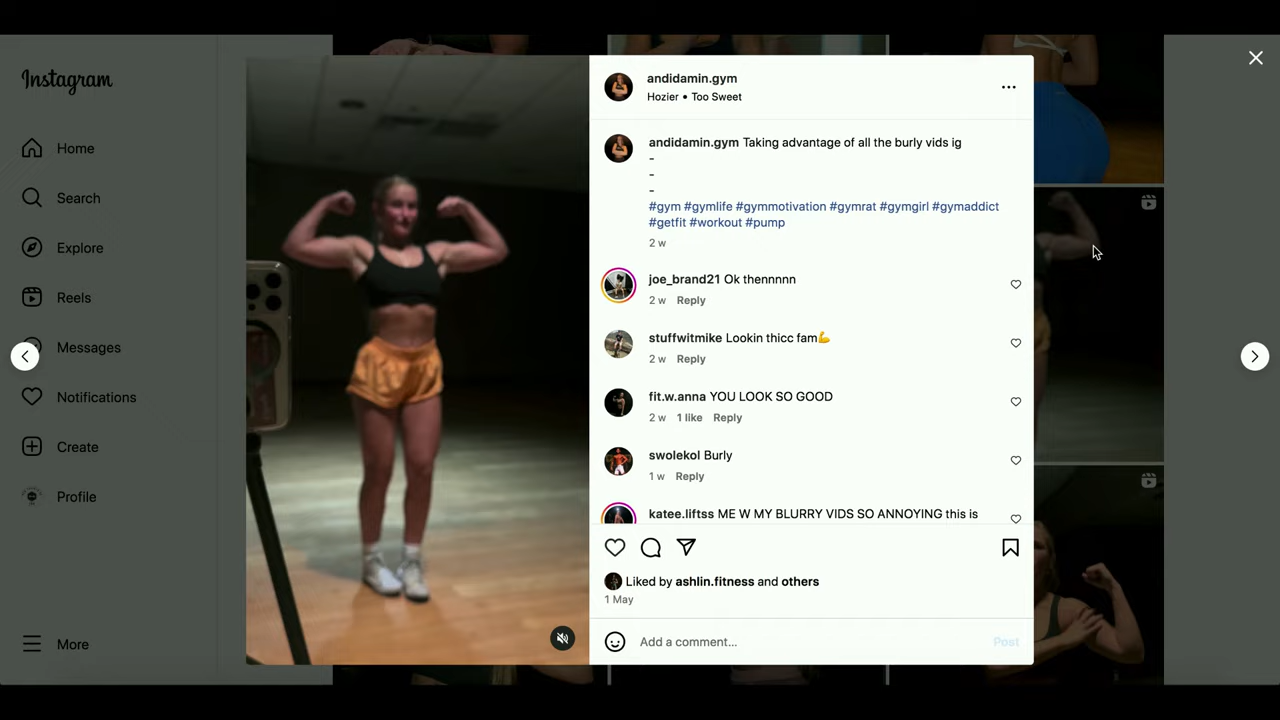 Instagram
Home
Search
Explore
Reels
Messages
Notifications
Create
Profile
More
andidamin.gym
Hozier • Too Sweet
andidamin.gym Taking advantage of all the burly vids ig
-
-
-
#gym #gymlife #gymmotivation #gymrat #gymgirl #gymaddict
#getfit #workout #pump
2 w
joe_brand21 Ok thennnnn
2 w Reply
stuffwitmike Lookin thicc fam💪
2 w Reply
fit.w.anna YOU LOOK SO GOOD
2 w 1 like Reply
swolekol Burly
1 w Reply
katee.liftss ME W MY BLURRY VIDS SO ANNOYING this is
Liked by ashlin.fitness and others
1 May
Add a comment...
Post